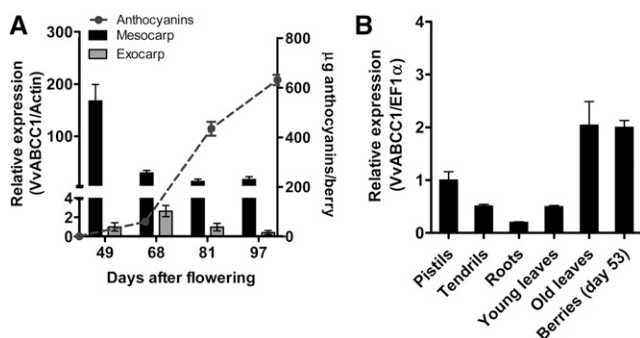 A
Anthocyanins
Mesocarp
Exocarp
Relative expression
(VvABCC1/Actin)
300
200
100
4
2
0
800
600
400
200
0
µg anthocyanins/berry
49 68 81 97
Days after flowering
B
Relative expression
(VvABCC1/EF1α)
4
3
2
1
0
Pistils
Tendrils
Roots
Young leaves
Old leaves
Berries (day 53)